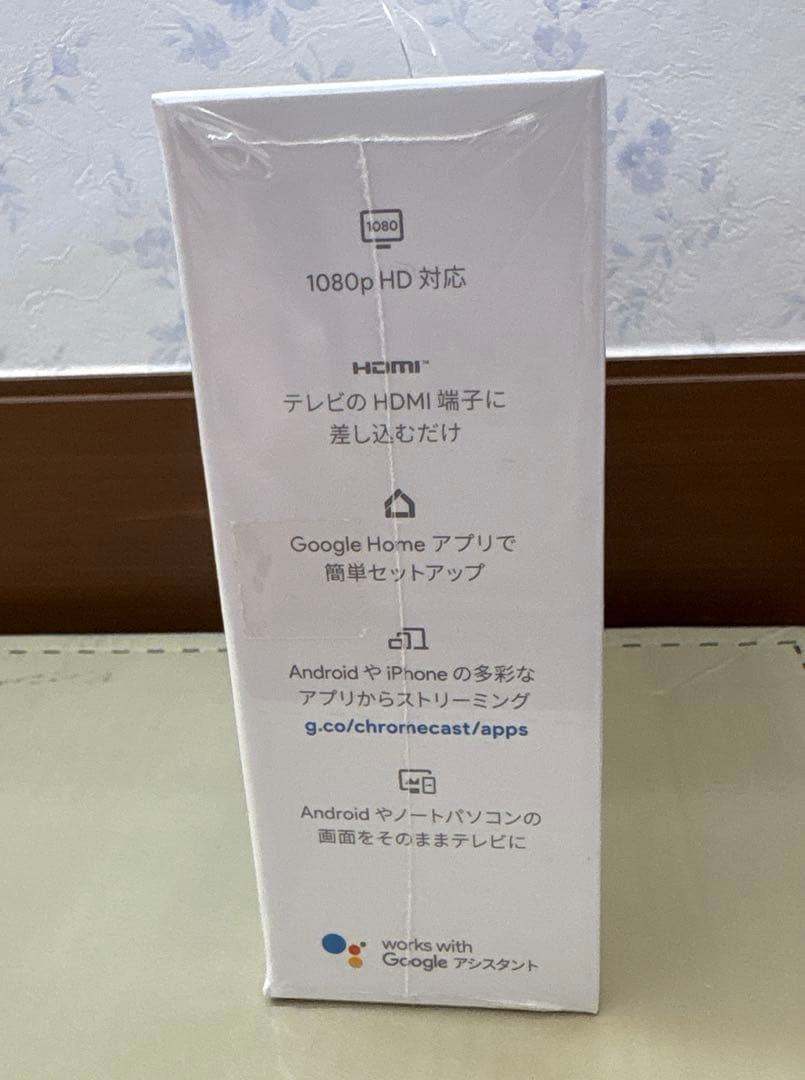 1080
1080p HD 対応
HDMI™
テレビの HDMI 端子に
差し込むだけ
Google Home アプリで
簡単セットアップ
Android や iPhone の多彩な
アプリからストリーミング
g.co/chromecast/apps
Android やノートパソコンの
画面をそのままテレビに
works with
Google アシスタント